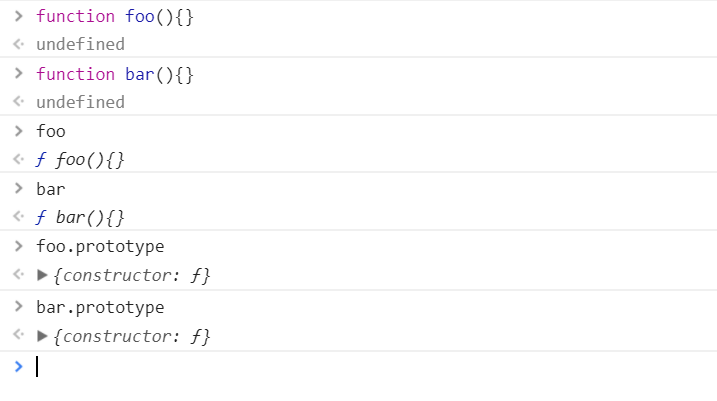 > function foo(){}
<· undefined
> function bar(){}
<· undefined
> foo
<· ƒ foo(){}
> bar
<· ƒ bar(){}
> foo.prototype
<· ▶{constructor: ƒ}
> bar.prototype
<· ▶{constructor: ƒ}
>